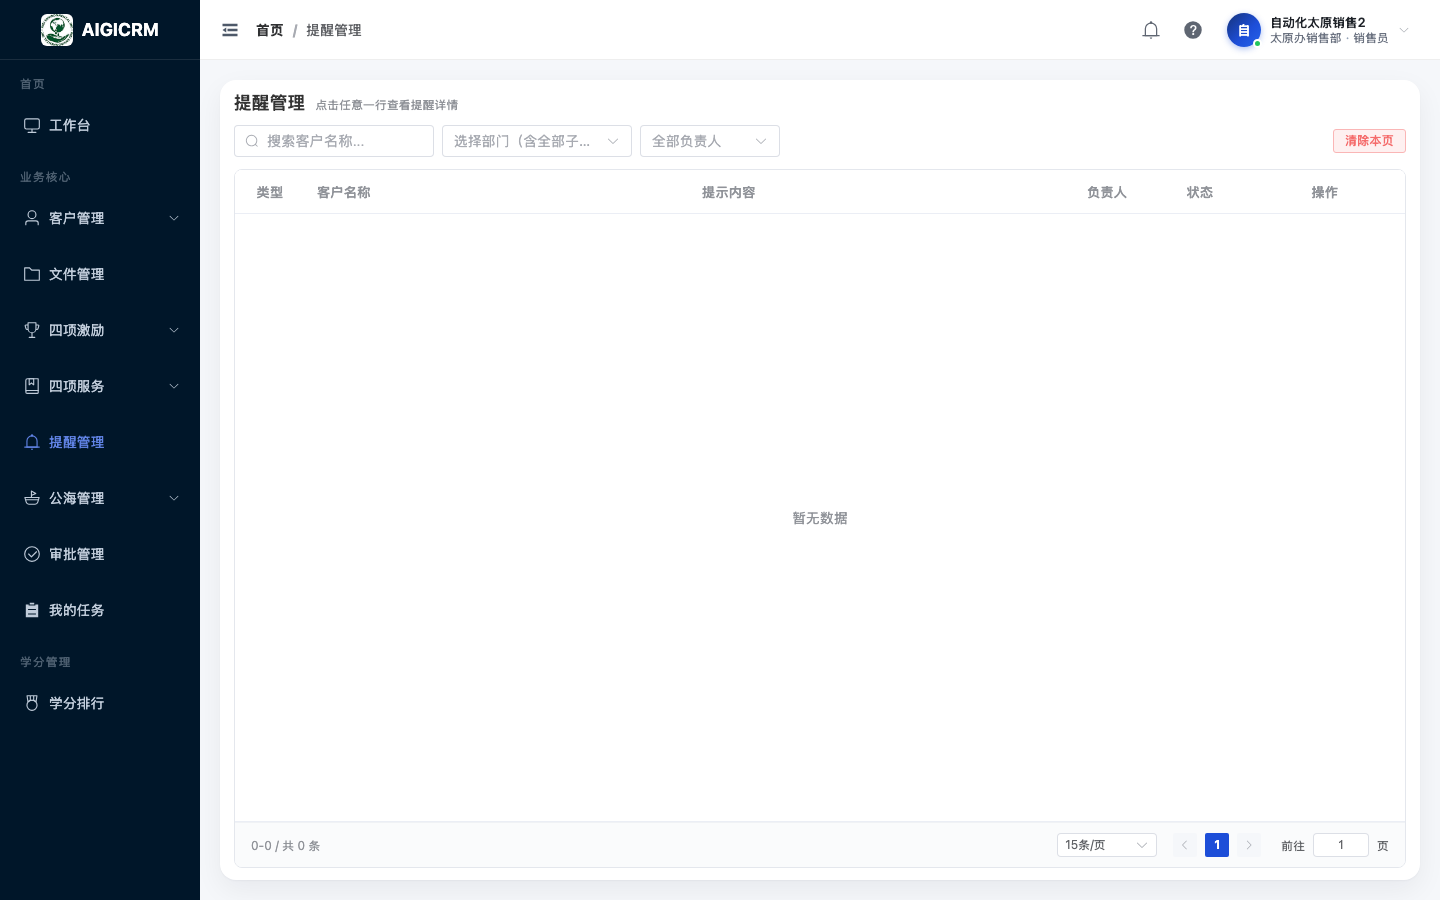 AIGICRM
首页 / 提醒管理
自
自动化太原销售2
太原办销售部 · 销售员
首页
工作台
业务核心
客户管理
文件管理
四项激励
四项服务
提醒管理
公海管理
审批管理
我的任务
学分管理
学分排行
提醒管理 点击任意一行查看提醒详情
搜索客户名称...
选择部门（含全部子...
全部负责人
清除本页
类型 客户名称 提示内容 负责人 状态 操作
暂无数据
0-0 / 共 0 条
15条/页
1
前往 1 页